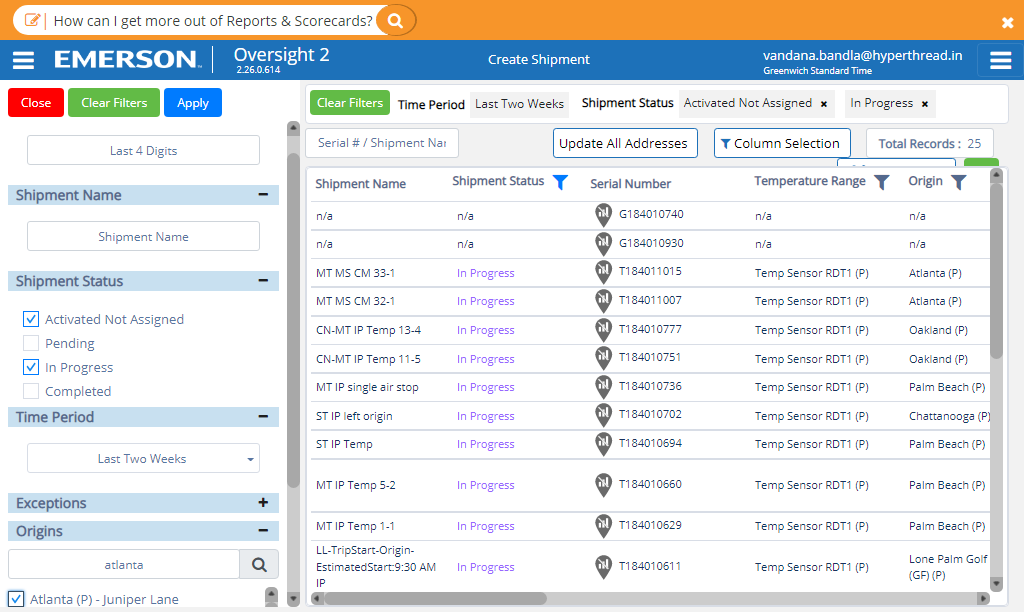 How can I get more out of Reports & Scorecards?
EMERSON
Oversight 2
2.26.0.614
Create Shipment
vandana.bandla@hyperthread.in
Greenwich Standard Time
Close
Clear Filters
Apply
Last 4 Digits
Shipment Name
Shipment Name
Shipment Status
Activated Not Assigned
Pending
In Progress
Completed
Time Period
Last Two Weeks
Exceptions
Origins
atlanta
Atlanta (P) - Juniper Lane
Clear Filters Time Period Last Two Weeks Shipment Status Activated Not Assigned × In Progress ×
Serial # / Shipment Nar
Update All Addresses
Column Selection
Total Records : 25
Shipment Name Shipment Status Serial Number Temperature Range Origin
n/a n/a G184010740 n/a n/a
n/a n/a G184010930 n/a n/a
MT MS CM 33-1 In Progress T184011015 Temp Sensor RDT1 (P) Atlanta (P)
MT MS CM 32-1 In Progress T184011007 Temp Sensor RDT1 (P) Atlanta (P)
CN-MT IP Temp 13-4 In Progress T184010777 Temp Sensor RDT1 (P) Oakland (P)
CN-MT IP Temp 11-5 In Progress T184010751 Temp Sensor RDT1 (P) Oakland (P)
MT IP single air stop In Progress T184010736 Temp Sensor RDT1 (P) Palm Beach (P)
ST IP left origin In Progress T184010702 Temp Sensor RDT1 (P) Chattanooga (P)
ST IP Temp In Progress T184010694 Temp Sensor RDT1 (P) Palm Beach (P)
MT IP Temp 5-2 In Progress T184010660 Temp Sensor RDT1 (P) Palm Beach (P)
MT IP Temp 1-1 In Progress T184010629 Temp Sensor RDT1 (P) Palm Beach (P)
LL-TripStart-Origin-
EstimatedStart:9:30 AM
IP
In Progress T184010611 Temp Sensor RDT1 (P)
Lone Palm Golf
(GF) (P)